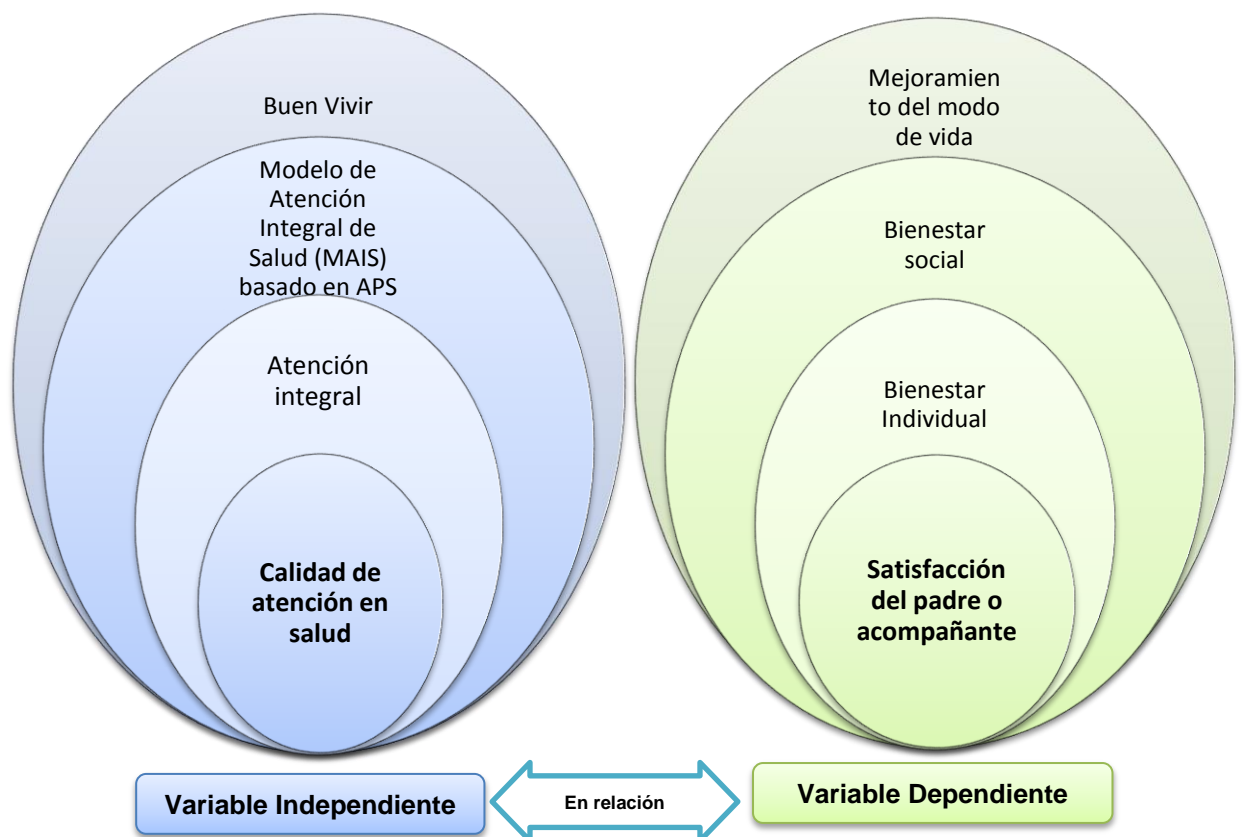 Buen Vivir
Modelo de
Atención
Integral de
Salud (MAIS)
basado en APS
Atención
integral
Calidad de
atención en
salud
Variable Independiente
En relación
Mejoramien
to del modo
de vida
Bienestar
social
Bienestar
Individual
Satisfacción
del padre o
acompañante
Variable Dependiente